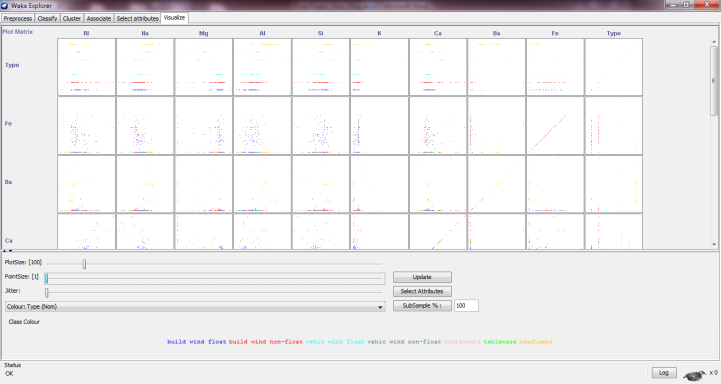 Weka Explorer
Preprocess Classify Cluster Associate Select attributes Visualize
Plot Matrix RI Na Mg Al Si K Ca Ba Fe Type
Type
Fe
Ba
Ca
PlotSize: [100]
PointSize: [1] Update
Jitter: Select Attributes
Colour: Type (Nom) SubSample % : 100
Class Colour
build wind float build wind non-float vehic wind float vehic wind non-float containers tableware headlamps
Status
OK Log x 0